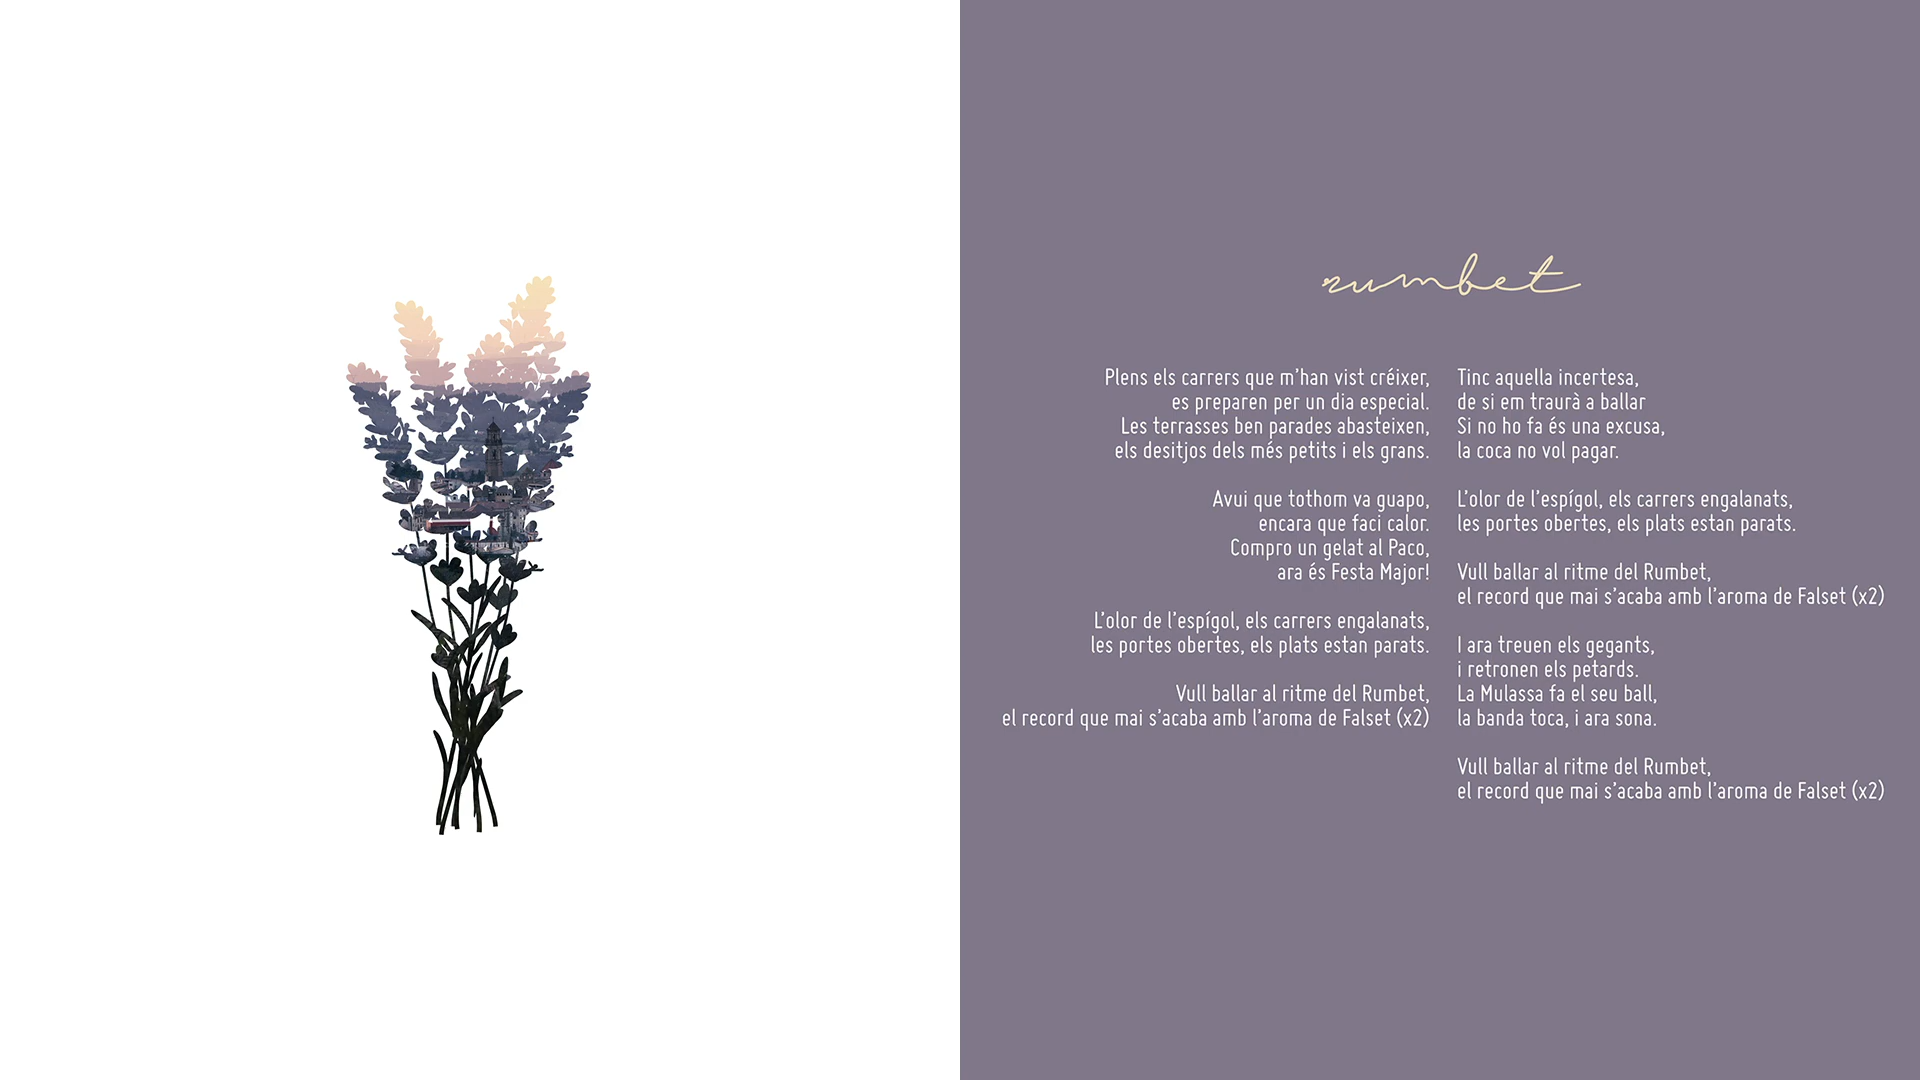 rumbet
Plens els carrers que m'han vist créixer,
es preparen per un dia especial.
Les terrasses ben parades abasteixen,
els desitjos dels més petits i els grans.
Avui que tothom va guapo,
encara que faci calor.
Compro un gelat al Paco,
ara és Festa Major!
L'olor de l'espígol, els carrers engalanats,
les portes obertes, els plats estan parats.
Vull ballar al ritme del Rumbet,
el record que mai s'acaba amb l'aroma de Falset (x2)
Tinc aquella incertesa,
de si em traurà a ballar
Si no ho fa és una excusa,
la coca no vol pagar.
L'olor de l'espígol, els carrers engalanats,
les portes obertes, els plats estan parats.
Vull ballar al ritme del Rumbet,
el record que mai s'acaba amb l'aroma de Falset (x2)
I ara treuen els gegants,
i retronen els petards.
La Mulassa fa el seu ball,
la banda toca, i ara sona.
Vull ballar al ritme del Rumbet,
el record que mai s'acaba amb l'aroma de Falset (x2)